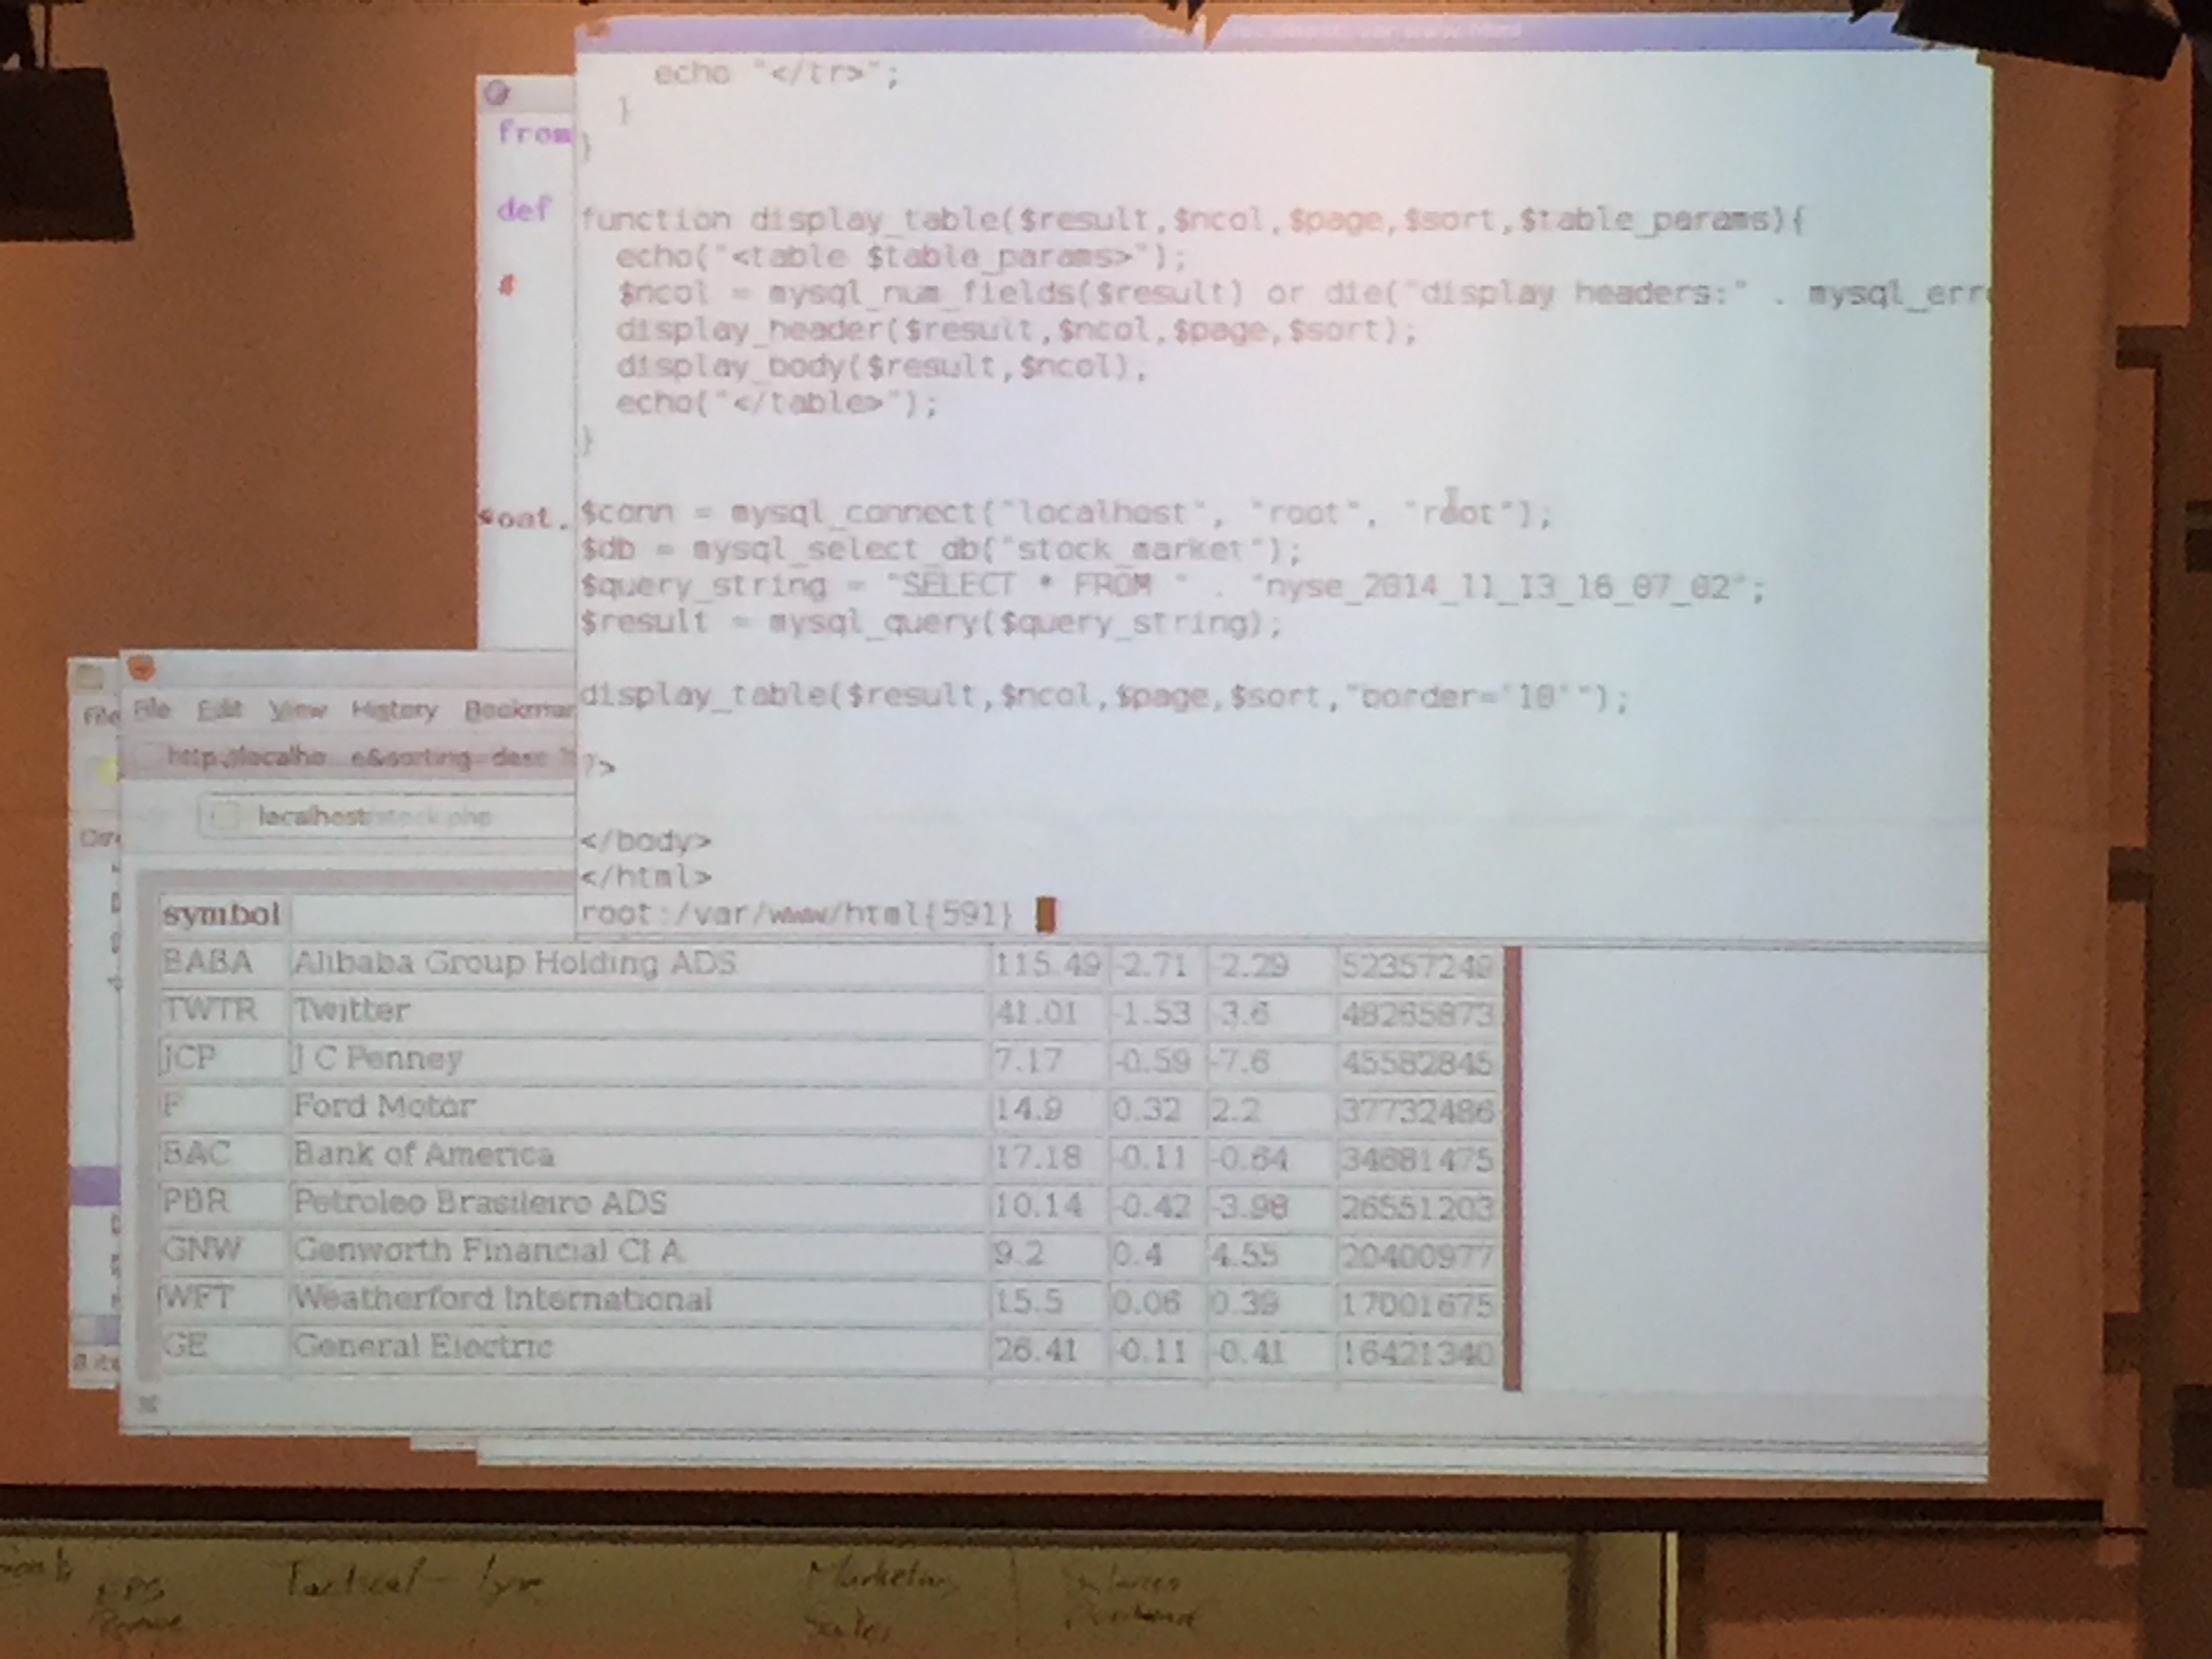 echo "</tr>";
}
}
function display_table($result,$ncol,$page,$sort,$table_params){
echo("<table $table_params>");
$ncol = mysql_num_fields($result) or die("display headers:" . mysql_err
display_header($result,$ncol,$page,$sort);
display_body($result,$ncol);
echo("</table>");
}
$conn = mysql_connect("localhost", "root", "root");
$db = mysql_select_db("stock_market");
$query_string = "SELECT * FROM " . "nyse_2014_11_13_16_07_02";
$result = mysql_query($query_string);
display_table($result,$ncol,$page,$sort,"border='10'");
?>
</body>
</html>
root:/var/www/html{591}
from
def
#
File
File Edit View History Bookmar
http://localho...e&sorting=desc
localhost/stock.php
symbol
BABA Alibaba Group Holding ADS 115.49 -2.71 -2.29 52357249
TWTR Twitter 41.01 -1.53 -3.6 48265873
JCP J C Penney 7.17 -0.59 -7.6 45582845
F Ford Motor 14.9 0.32 2.2 37732486
BAC Bank of America 17.18 -0.11 -0.64 34681475
PBR Petroleo Brasileiro ADS 10.14 -0.42 -3.98 26551203
GNW Genworth Financial Cl A 9.2 0.4 4.55 20400977
WFT Weatherford International 15.5 0.06 0.39 17001675
GE General Electric 26.41 -0.11 -0.41 16421340
Tactical
Marketing
Sales